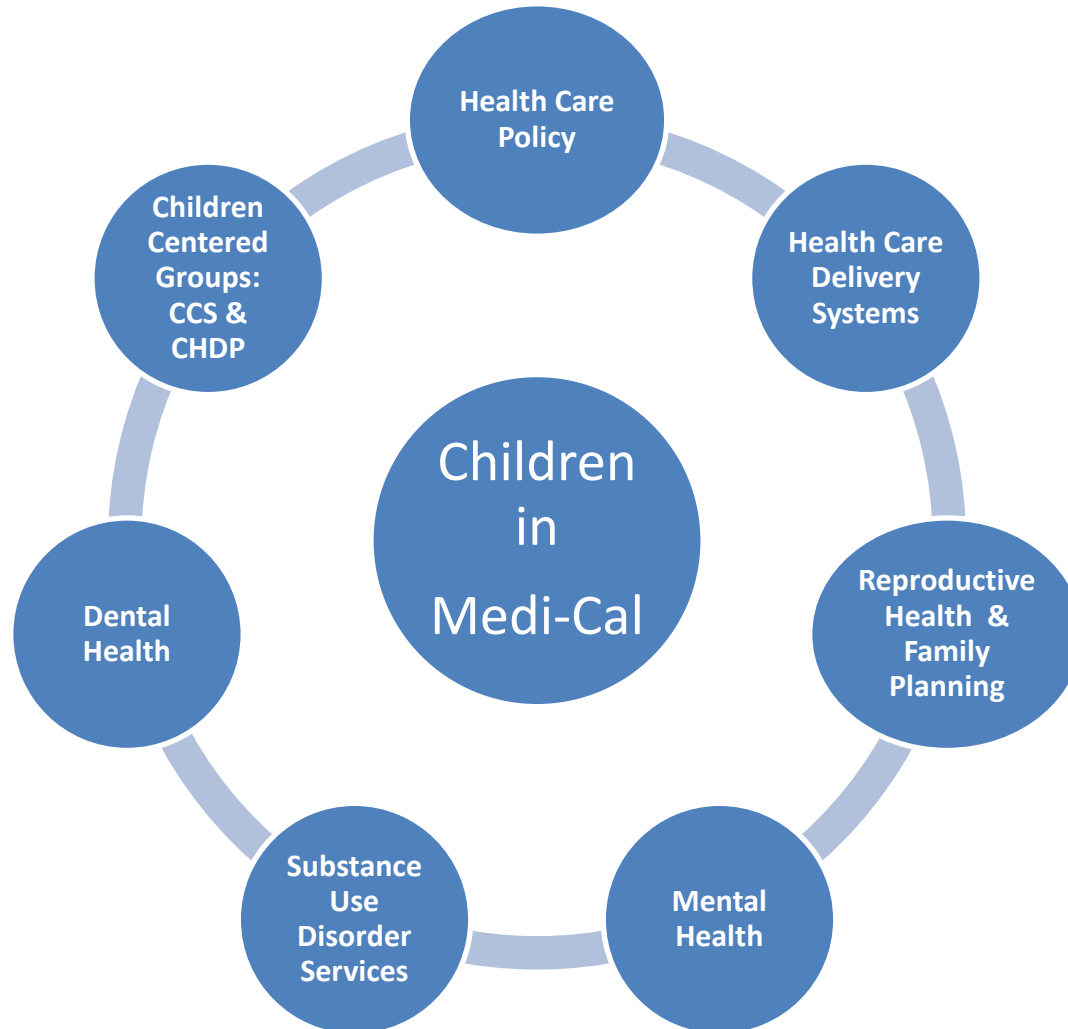 Health Care
Policy
Health Care
Delivery
Systems
Reproductive
Health &
Family
Planning
Mental
Health
Substance
Use
Disorder
Services
Dental
Health
Children
Centered
Groups:
CCS &
CHDP
Children
in
Medi-Cal